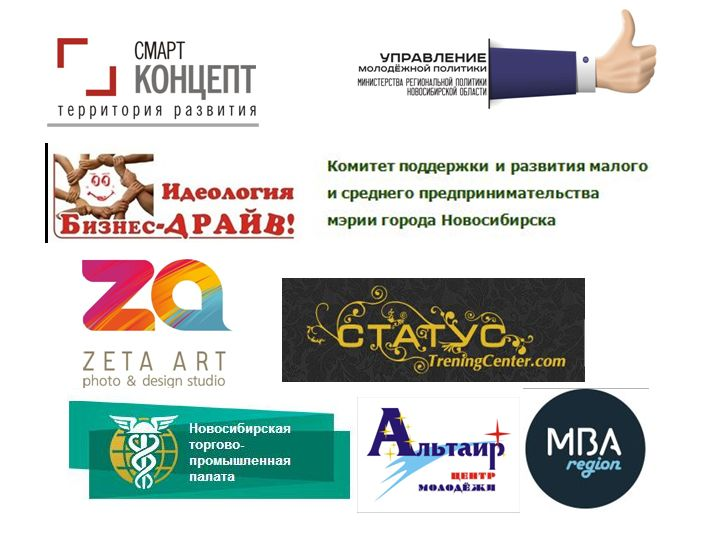 СМАРТ
КОНЦЕПТ
территория развития
УПРАВЛЕНИЕ
МОЛОДЁЖНОЙ ПОЛИТИКИ
МИНИСТЕРСТВА РЕГИОНАЛЬНОЙ ПОЛИТИКИ
НОВОСИБИРСКОЙ ОБЛАСТИ
Идеология
Бизнес-ДРАЙВ!
Комитет поддержки и развития малого
и среднего предпринимательства
мэрии города Новосибирска
za
ZETA ART
photo & design studio
СТАТУС
TreningCenter.com
Новосибирская
торгово-
промышленная
палата
Альтаир
ЦЕНТР
МОЛОДЁЖИ
MBA
region